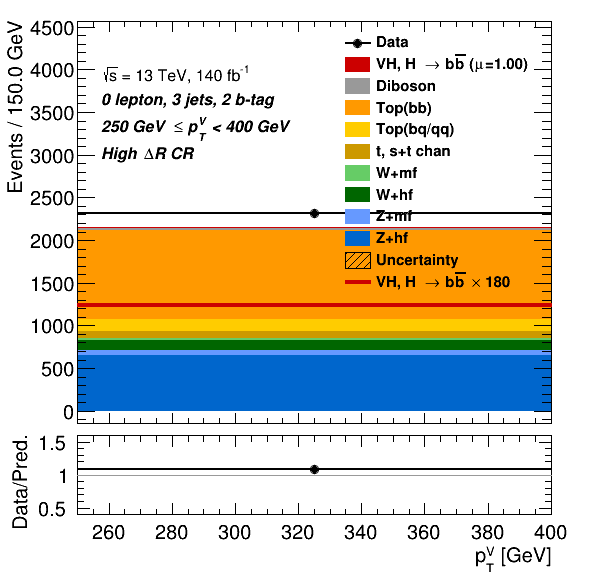 Events / 150.0 GeV
4500
4000
3500
3000
2500
2000
1500
1000
500
0
√s = 13 TeV, 140 fb⁻¹
0 lepton, 3 jets, 2 b-tag
250 GeV ≤ p_T^V < 400 GeV
High ΔR CR
Data
VH, H → bb̅ (μ=1.00)
Diboson
Top(bb)
Top(bq/qq)
t, s+t chan
W+mf
W+hf
Z+mf
Z+hf
Uncertainty
VH, H → bb̅ × 180
Data/Pred.
1.5
1
0.5
260 280 300 320 340 360 380 400
p_T^V [GeV]